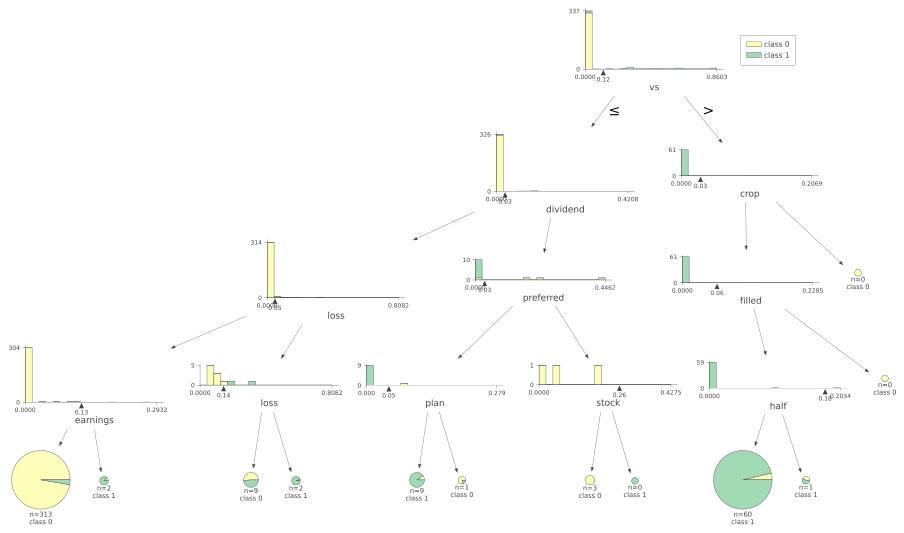 337
0
0.0000
0.12
0.8603
vs
class 0
class 1
≤
>
326
0
0.03
0.4208
dividend
61
0
0.0000
0.03
0.2069
crop
314
0
0.05
0.8082
loss
10
0
0.03
0.4462
preferred
61
0
0.0000
0.06
0.2285
filled
n=0
class 0
304
0
0.0000
0.13
0.2932
earnings
5
0
0.0000
0.14
0.8082
loss
9
0
0.0000
0.05
0.279
plan
1
0
0.0000
0.26
0.4275
stock
59
0
0.0000
0.18
0.2034
half
n=0
class 0
n=313
class 0
n=2
class 1
n=9
class 0
n=2
class 1
n=9
class 1
n=1
class 0
n=3
class 0
n=0
class 1
n=60
class 1
n=1
class 1